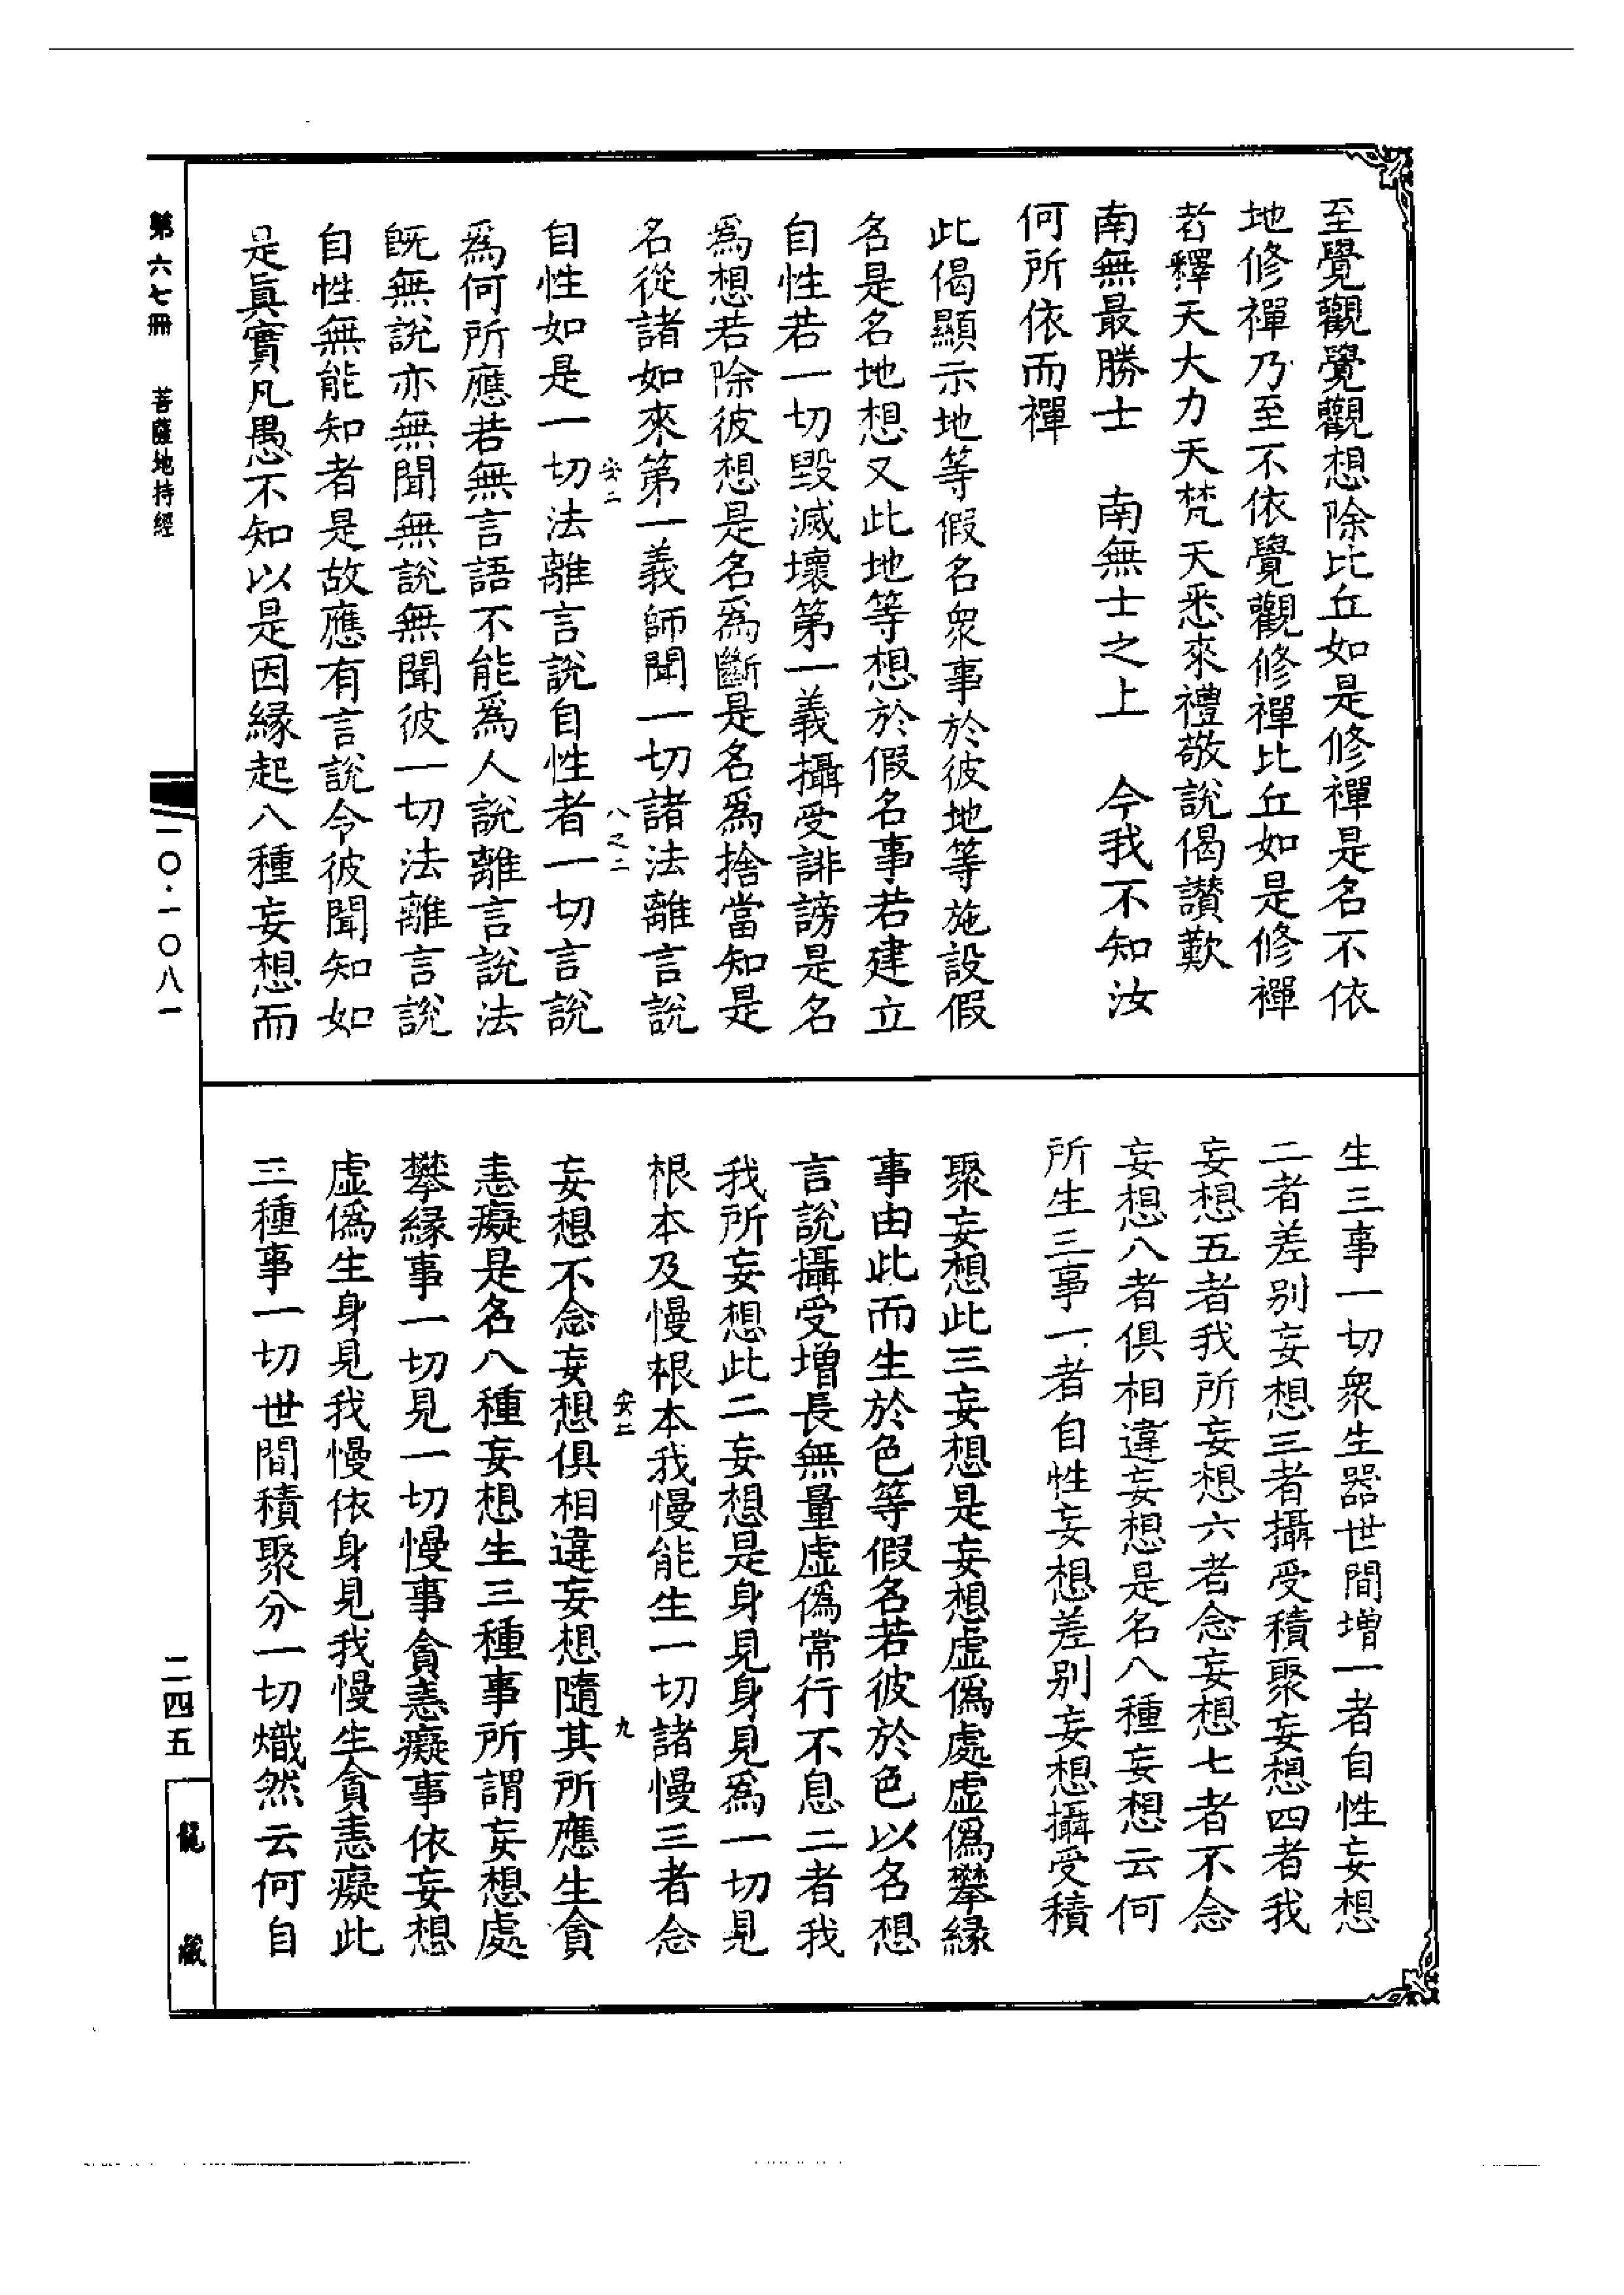 至覺觀覺觀想除比丘如是修禪是名不依
地修禪乃至不依覺觀修禪比丘如是修禪
者釋天大力天梵天悉來禮敬說偈讚歎
南無最勝士　南無士之上　今我不知汝
何所依而禪
此偈顯示地等假名衆事於彼地等施設假
名是名地想又此地等想於假名事若建立
自性若一切毀滅壞第一義攝受誹謗是名
爲想若除彼想是名爲斷是名爲捨當知是
名從諸如來第一義師聞一切諸法離言說
安二　八之二
自性如是一切法離言說自性者一切言說
爲何所應若無言語不能爲人說離言說法
旣無說亦無聞無說無聞彼一切法離言說
自性無能知者是故應有言說令彼聞知如
是眞實凡愚不知以是因緣起八種妄想而
生三事一切衆生器世間增一者自性妄想
二者差別妄想三者攝受積聚妄想四者我
妄想五者我所妄想六者念妄想七者不念
妄想八者俱相違妄想是名八種妄想云何
所生三事一者自性妄想差別妄想攝受積
聚妄想此三妄想是妄想虛僞處虛僞攀緣
事由此而生於色等假名若彼於色以名想
言說攝受增長無量虛僞常行不息二者我
我所妄想此二妄想是身見身見爲一切見
根本及慢根本我慢能生一切諸慢三者念
安二　九
妄想不念妄想俱相違妄想隨其所應生貪
恚癡是名八種妄想生三種事所謂妄想處
攀緣事一切見一切慢事貪恚癡事依妄想
虛僞生身見我慢依身見我慢生貪恚癡此
三種事一切世間積聚分一切熾然云何自
第六七冊　菩薩地持經
一〇·一〇八一
二四五
龍藏